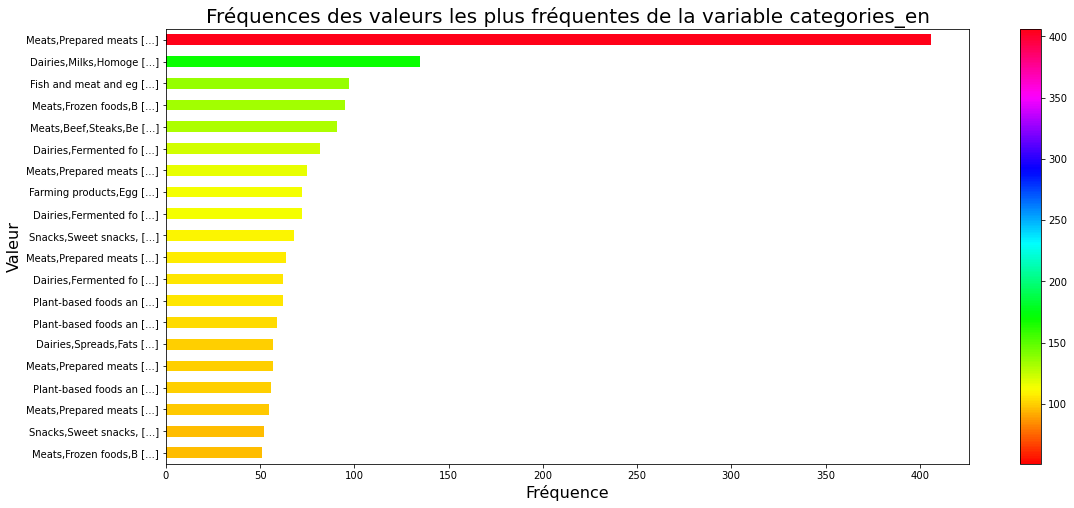 Fréquences des valeurs les plus fréquentes de la variable categories_en
Meats,Prepared meats [...]
Dairies,Milks,Homoge [...]
Fish and meat and eg [...]
Meats,Frozen foods,B [...]
Meats,Beef,Steaks,Be [...]
Dairies,Fermented fo [...]
Meats,Prepared meats [...]
Farming products,Egg [...]
Dairies,Fermented fo [...]
Snacks,Sweet snacks, [...]
Meats,Prepared meats [...]
Dairies,Fermented fo [...]
Plant-based foods an [...]
Plant-based foods an [...]
Dairies,Spreads,Fats [...]
Meats,Prepared meats [...]
Plant-based foods an [...]
Meats,Prepared meats [...]
Snacks,Sweet snacks, [...]
Meats,Frozen foods,B [...]
Valeur
0 50 100 150 200 250 300 350 400
Fréquence
400
350
300
250
200
150
100